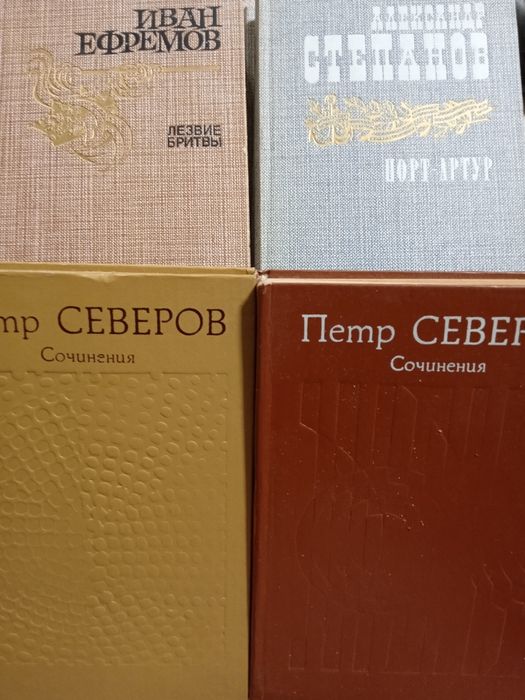 ИВАН
ЕФРЕМОВ
ЛЕЗВИЕ
БРИТВЫ
АЛЕКСАНДР
СТЕПАНОВ
ПОРТ-АРТУР
тр СЕВЕРОВ
Сочинения
Петр СЕВЕР
Сочинения